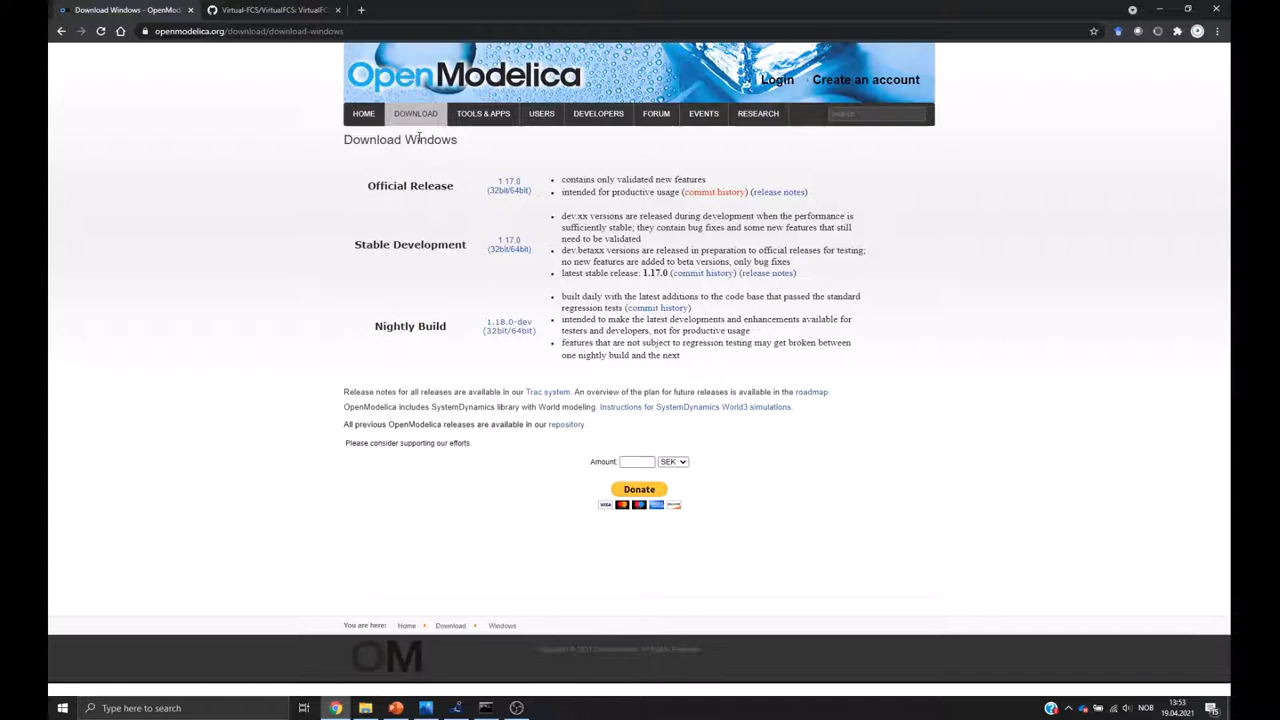 Download Windows - OpenMode
Virtual-FCS/VirtualFCS: VirtualFC
openmodelica.org/download/download-windows
OpenModelica
Login
Create an account
HOME
DOWNLOAD
TOOLS & APPS
USERS
DEVELOPERS
FORUM
EVENTS
RESEARCH
Download Windows
Official Release
1.17.0
(32bit/64bit)
contains only validated new features
intended for productive usage (commit history) (release notes)
Stable Development
1.17.0
(32bit/64bit)
dev.xx versions are released during development when the performance is
sufficiently stable; they contain bug fixes and some new features that still
need to be validated
dev.betaxx versions are released in preparation to official releases for testing;
no new features are added to beta versions, only bug fixes
latest stable release: 1.17.0 (commit history) (release notes)
Nightly Build
1.18.0-dev
(32bit/64bit)
built daily with the latest additions to the code base that passed the standard
regression tests (commit history)
intended to make the latest developments and enhancements available for
testers and developers, not for productive usage
features that are not subject to regression testing may get broken between
one nightly build and the next
Release notes for all releases are available in our Trac system. An overview of the plan for future releases is available in the roadmap.
OpenModelica includes SystemDynamics library with World modeling. Instructions for SystemDynamics World3 simulations.
All previous OpenModelica releases are available in our repository.
Please consider supporting our efforts.
Amount:
SEK
Donate
VISA
You are here:
Home
Download
Windows
OM
Type here to search
NOB
13:53
19.04.2021
15